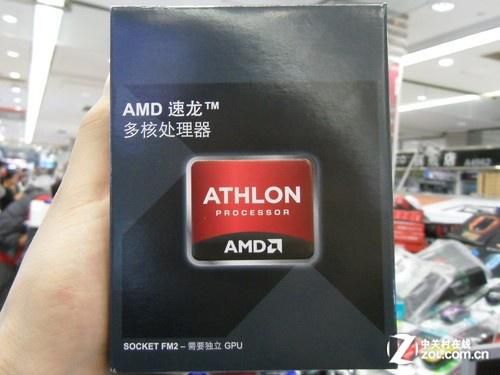 AMD 速龙™
多核处理器
ATHLON
PROCESSOR
AMD
SOCKET FM2 – 需要独立 GPU
中关村在线
zol.com.cn